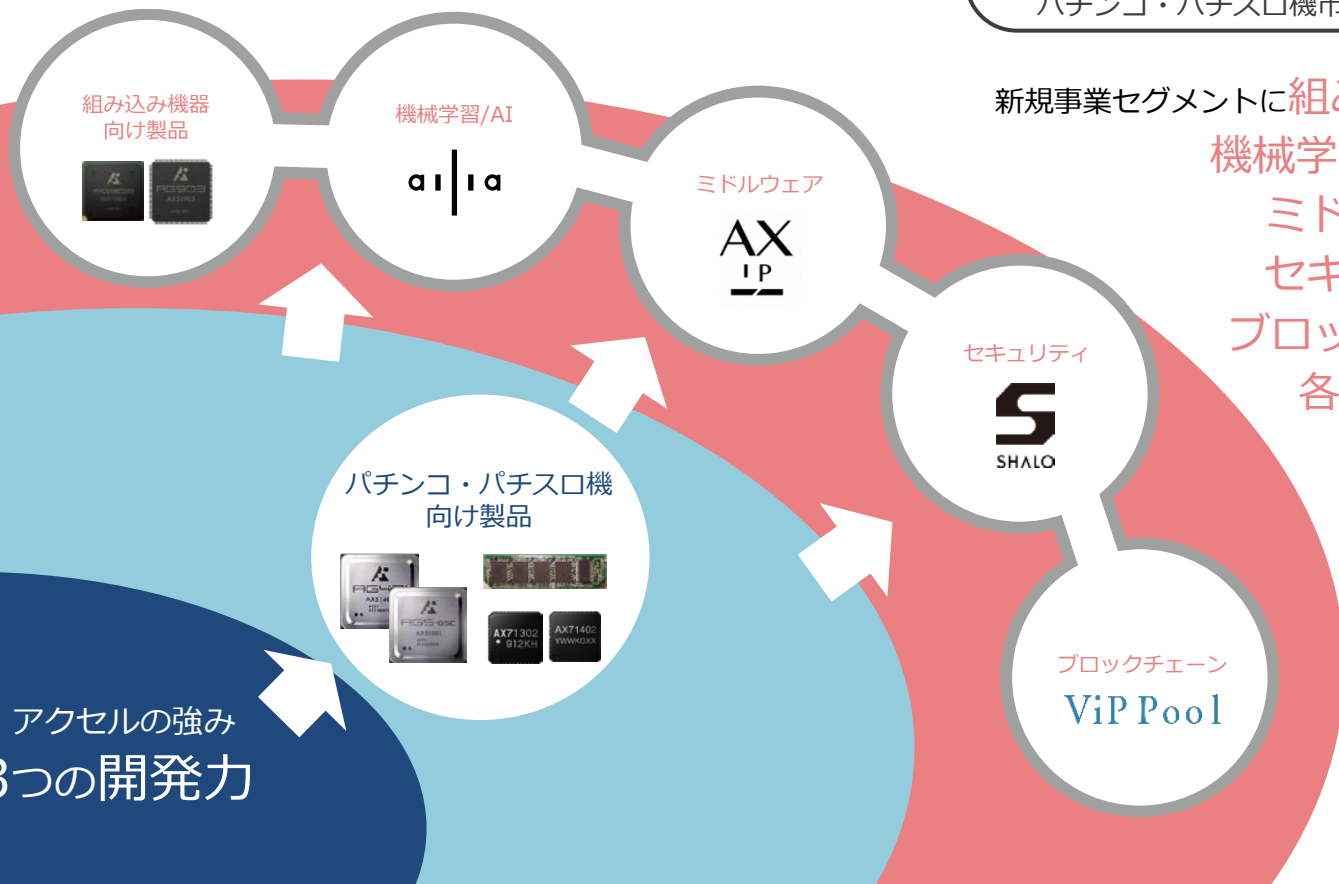 パチンコ・パチスロ機市
新規事業セグメントに組み
機械学
ミド
セキ
ブロッ
各
組み込み機器
向け製品
機械学習/AI
ailia
ミドルウェア
AX
IP
セキュリティ
SHALO
ブロックチェーン
ViP Pool
パチンコ・パチスロ機
向け製品
AX71302
912KH
AX71402
YWWKGXX
アクセルの強み
3つの開発力